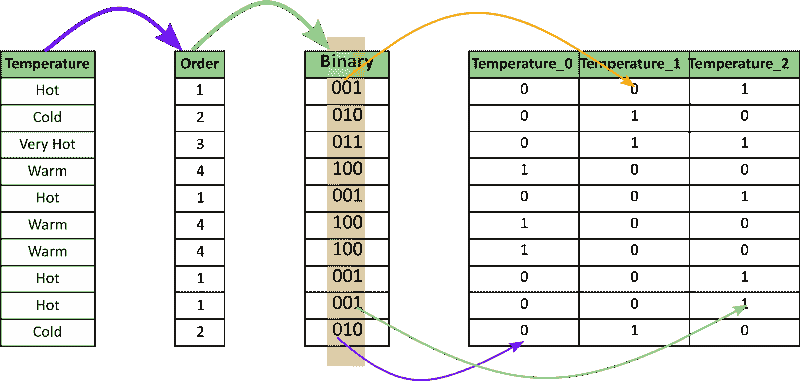 Temperature Order Binary Temperature_0 Temperature_1 Temperature_2
Hot 1 001 0 0 1
Cold 2 010 0 1 0
Very Hot 3 011 0 1 1
Warm 4 100 1 0 0
Hot 1 001 0 0 1
Warm 4 100 1 0 0
Warm 4 100 1 0 0
Hot 1 001 0 0 1
Hot 1 001 0 0 1
Cold 2 010 0 1 0